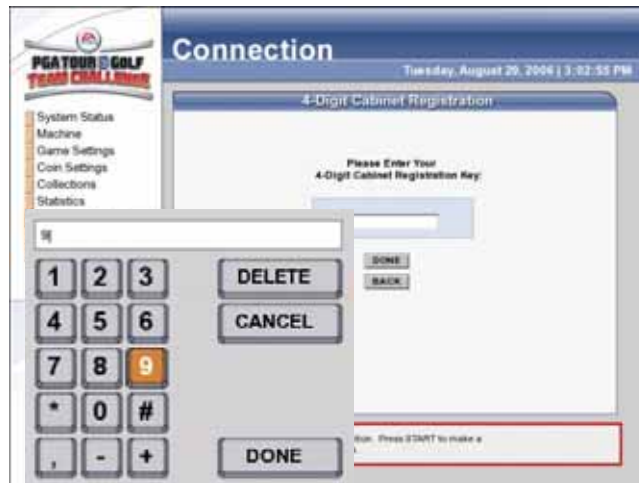 PGA TOUR GOLF
TEAM CHALLENGE
Connection
Tuesday, August 29, 2006 | 3:02:55 PM
4-Digit Cabinet Registration
System Status
Machine
Game Settings
Coin Settings
Collections
Statistics
Please Enter Your
4-Digit Cabinet Registration Key:
DONE
BACK
9
1 2 3 DELETE
4 5 6 CANCEL
7 8 9
* 0 #
, - + DONE
Press START to make a